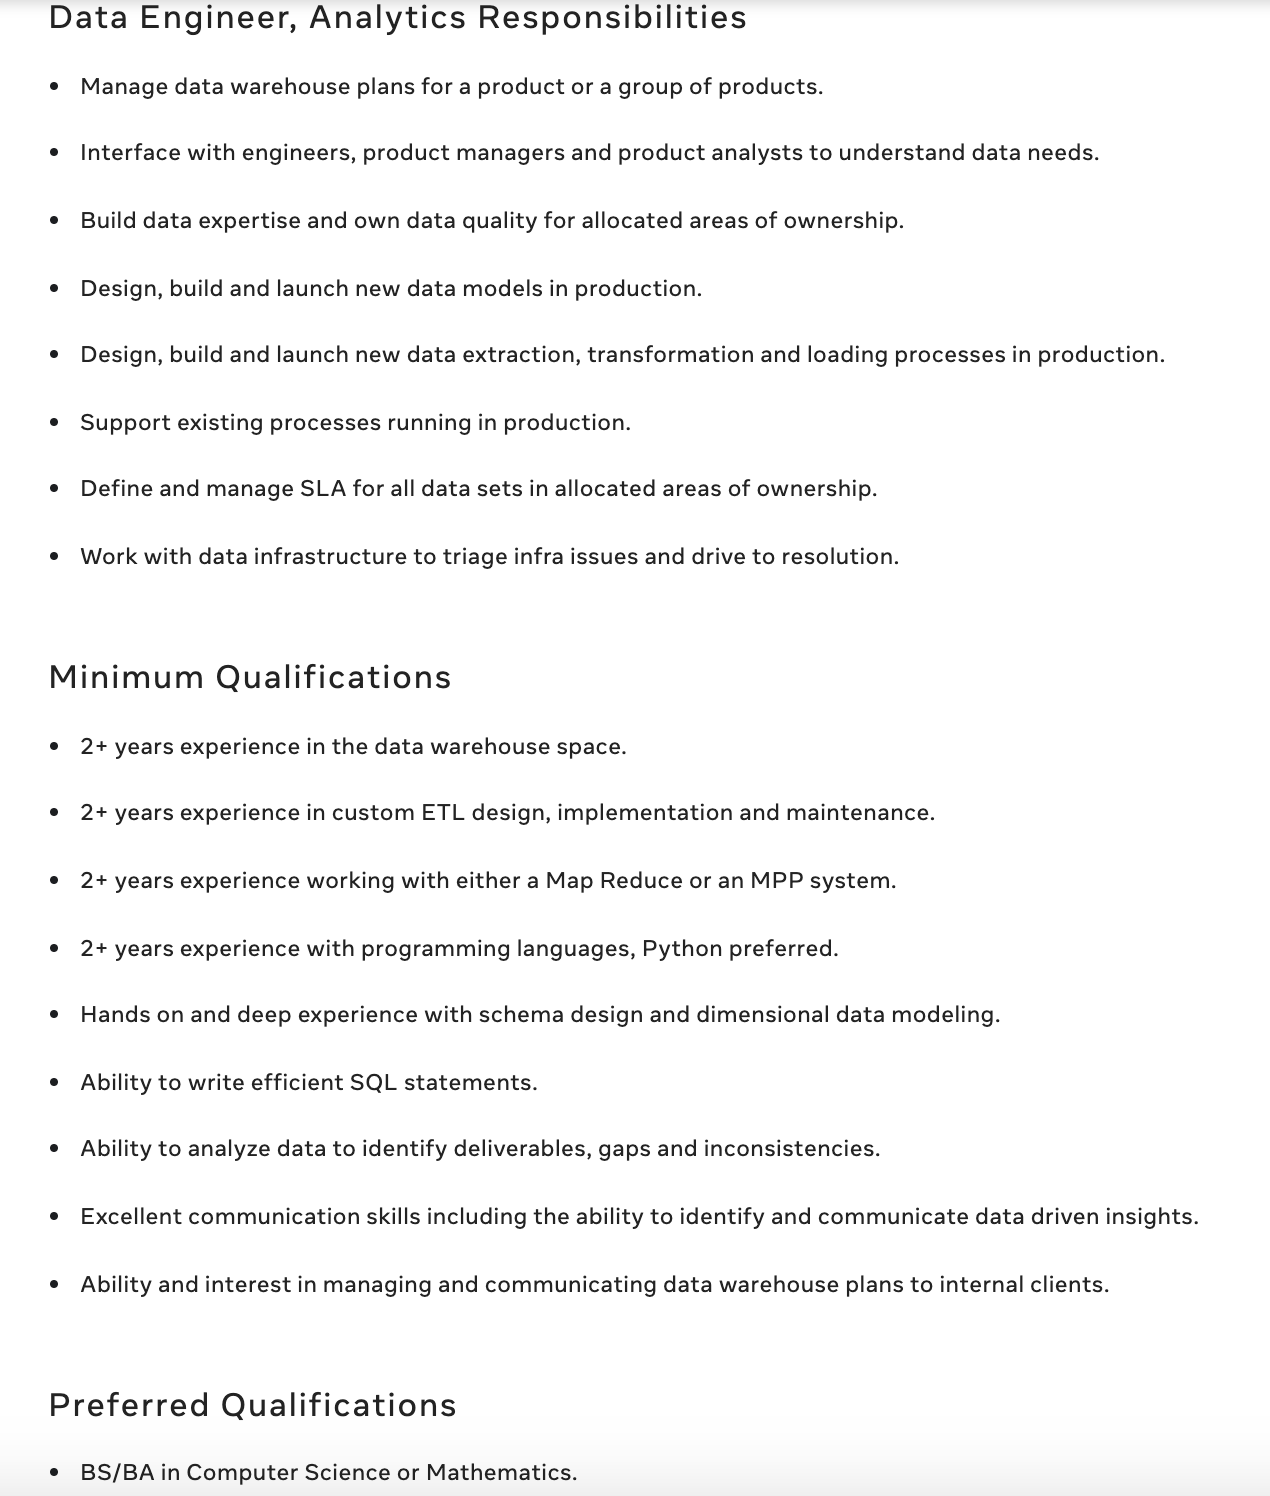 Data Engineer, Analytics Responsibilities
• Manage data warehouse plans for a product or a group of products.
• Interface with engineers, product managers and product analysts to understand data needs.
• Build data expertise and own data quality for allocated areas of ownership.
• Design, build and launch new data models in production.
• Design, build and launch new data extraction, transformation and loading processes in production.
• Support existing processes running in production.
• Define and manage SLA for all data sets in allocated areas of ownership.
• Work with data infrastructure to triage infra issues and drive to resolution.
Minimum Qualifications
• 2+ years experience in the data warehouse space.
• 2+ years experience in custom ETL design, implementation and maintenance.
• 2+ years experience working with either a Map Reduce or an MPP system.
• 2+ years experience with programming languages, Python preferred.
• Hands on and deep experience with schema design and dimensional data modeling.
• Ability to write efficient SQL statements.
• Ability to analyze data to identify deliverables, gaps and inconsistencies.
• Excellent communication skills including the ability to identify and communicate data driven insights.
• Ability and interest in managing and communicating data warehouse plans to internal clients.
Preferred Qualifications
• BS/BA in Computer Science or Mathematics.